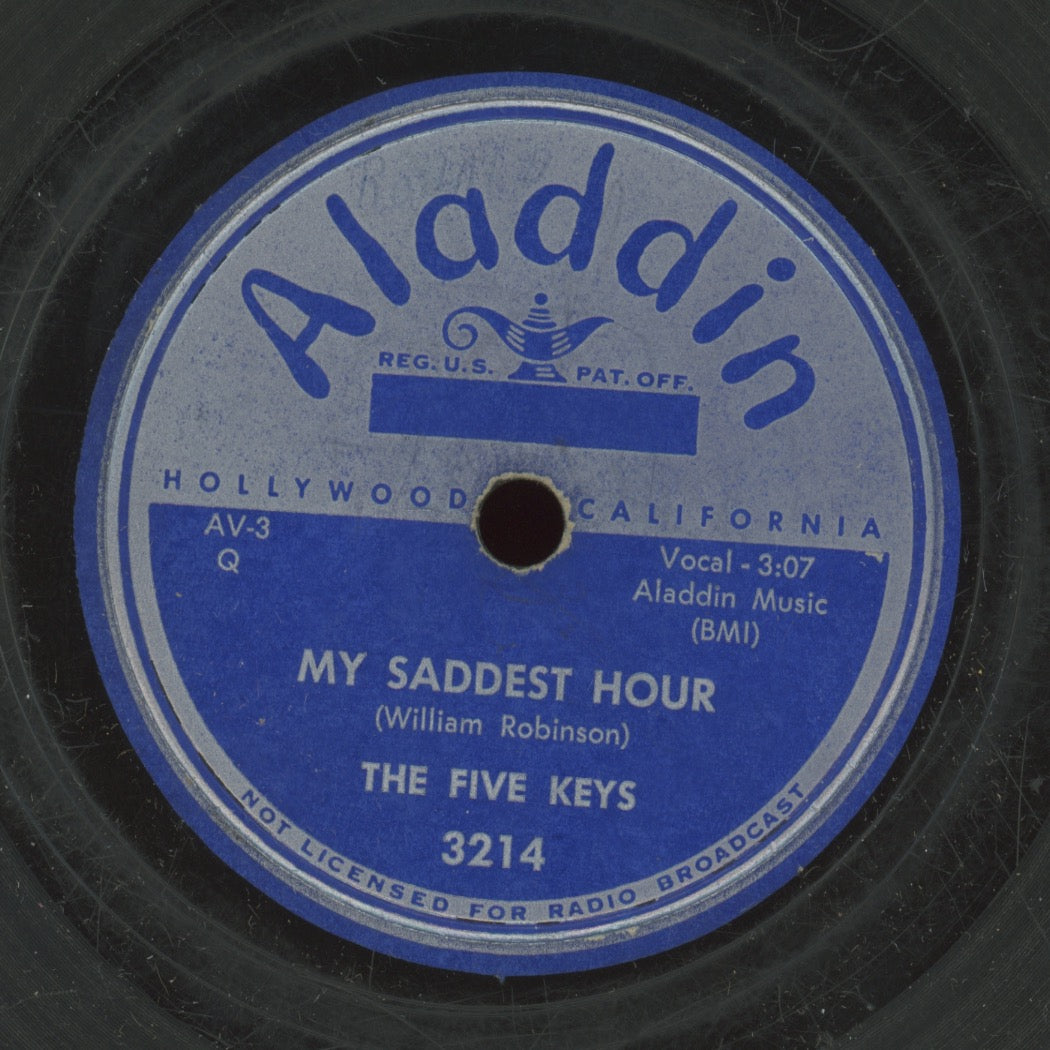 Aladdin
REG. U.S. PAT. OFF.
HOLLYWOOD CALIFORNIA
AV-3
Q
Vocal - 3:07
Aladdin Music
(BMI)
MY SADDEST HOUR
(William Robinson)
THE FIVE KEYS
3214
NOT LICENSED FOR RADIO BROADCAST